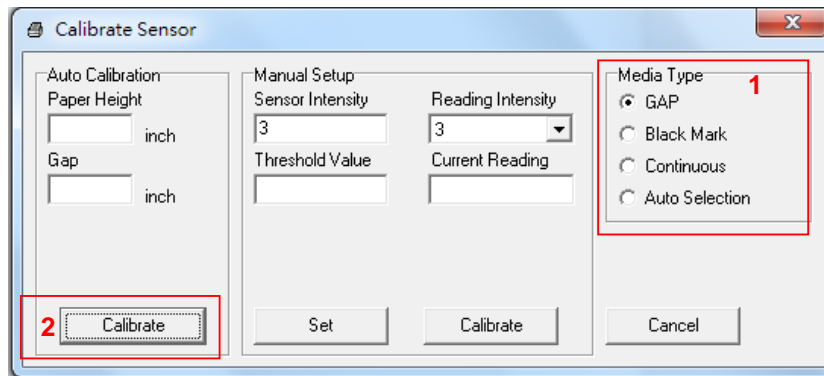 Calibrate Sensor
x
Auto Calibration
Paper Height
inch
Gap
inch
Calibrate
2
Manual Setup
Sensor Intensity
Reading Intensity
3
3
Threshold Value
Current Reading
Set
Calibrate
Media Type
1
GAP
Black Mark
Continuous
Auto Selection
Cancel